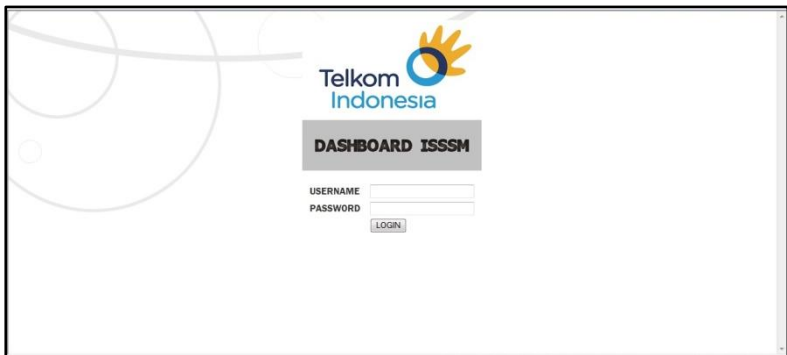 Telkom
Indonesia
DASHBOARD ISSSM
USERNAME
PASSWORD
LOGIN